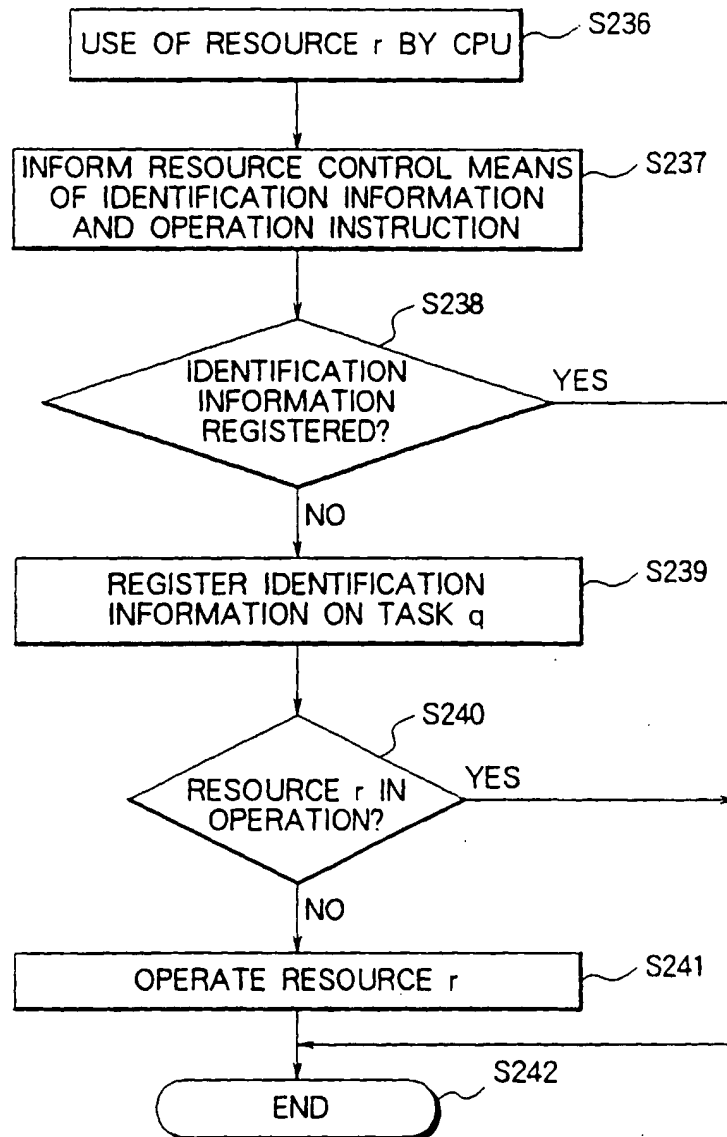 USE OF RESOURCE r BY CPU
S236
INFORM RESOURCE CONTROL MEANS
OF IDENTIFICATION INFORMATION
AND OPERATION INSTRUCTION
S237
S238
IDENTIFICATION
INFORMATION
REGISTERED?
YES
NO
REGISTER IDENTIFICATION
INFORMATION ON TASK q
S239
S240
RESOURCE r IN
OPERATION?
YES
NO
OPERATE RESOURCE r
S241
END
S242